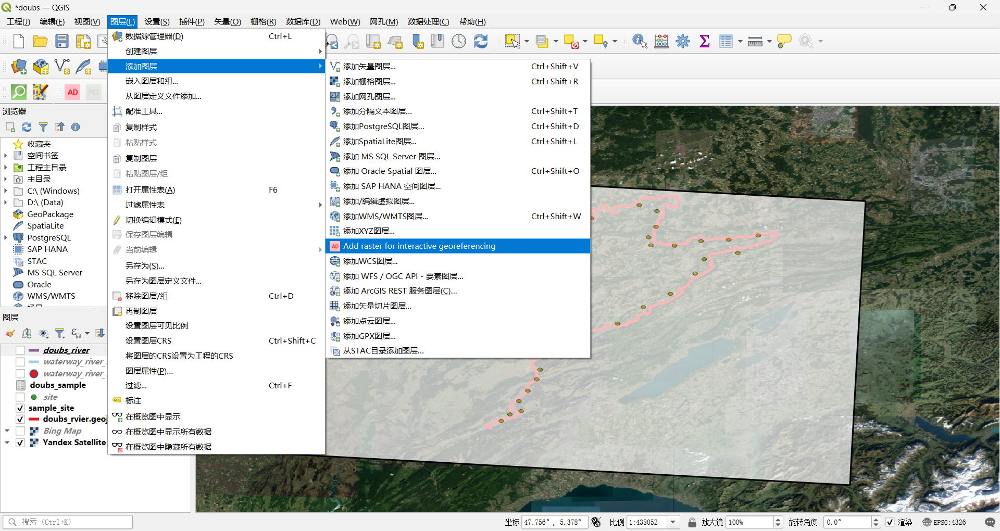 *doubs — QGIS
工程(J) 编辑(E) 视图(V) 图层(L) 设置(S) 插件(P) 矢量(O) 栅格(R) 数据库(D) Web(W) 网孔(M) 数据处理(C) 帮助(H)
数据源管理器(D) Ctrl+L
创建图层
添加图层
嵌入图层和组...
从图层定义文件添加...
配准工具...
复制样式
粘贴样式
复制图层
粘贴图层/组
打开属性表(A) F6
过滤属性表
切换编辑模式(E)
保存图层编辑
当前编辑
另存为(S)...
另存为图层定义文件...
移除图层/组 Ctrl+D
再制图层
设置图层可见比例
设置图层CRS Ctrl+Shift+C
将图层的CRS设置为工程的CRS
图层属性(P)...
过滤... Ctrl+F
标注
在概览图中显示
在概览图中显示所有数据
在概览图中隐藏所有数据
添加矢量图层... Ctrl+Shift+V
添加栅格图层... Ctrl+Shift+R
添加网孔图层...
添加分隔文本图层... Ctrl+Shift+T
添加PostgreSQL图层... Ctrl+Shift+D
添加SpatiaLite图层... Ctrl+Shift+L
添加 MS SQL Server 图层...
添加 Oracle Spatial 图层... Ctrl+Shift+O
添加 SAP HANA 空间图层...
添加/编辑虚拟图层...
添加WMS/WMTS图层... Ctrl+Shift+W
添加XYZ图层...
AD Add raster for interactive georeferencing
添加WCS图层...
添加 WFS / OGC API - 要素图层...
添加 ArcGIS REST 服务图层(C)...
添加矢量切片图层...
添加点云图层...
添加GPX图层...
从STAC目录添加图层...
AD MO
浏览器
收藏夹
空间书签
工程主目录
主目录
C:\ (Windows)
D:\ (Data)
GeoPackage
SpatiaLite
PostgreSQL
SAP HANA
STAC
MS SQL Server
Oracle
WMS/WMTS
图层
doubs_river
waterway_river_
waterway_river_
doubs_sample
site
sample_site
doubs_rvier.geoj
Bing Map
Yandex Satellite
搜索 (Ctrl+K)
坐标 47.756°, 5.378° 比例 1:438052 放大镜 100% 旋转角度 0.0° 渲染 EPSG:4326